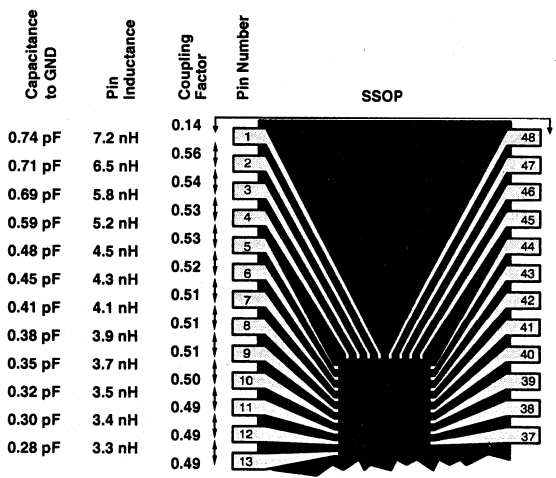 Capacitance
to GND
Pin
Inductance
Coupling
Factor
Pin Number
SSOP
0.14
0.74 pF 7.2 nH 1 48
0.56
0.71 pF 6.5 nH 2 47
0.54
0.69 pF 5.8 nH 3 46
0.53
0.59 pF 5.2 nH 4 45
0.53
0.48 pF 4.5 nH 5 44
0.52
0.45 pF 4.3 nH 6 43
0.51
0.41 pF 4.1 nH 7 42
0.51
0.38 pF 3.9 nH 8 41
0.51
0.35 pF 3.7 nH 9 40
0.50
0.32 pF 3.5 nH 10 39
0.49
0.30 pF 3.4 nH 11 38
0.49
0.28 pF 3.3 nH 12 37
0.49
13